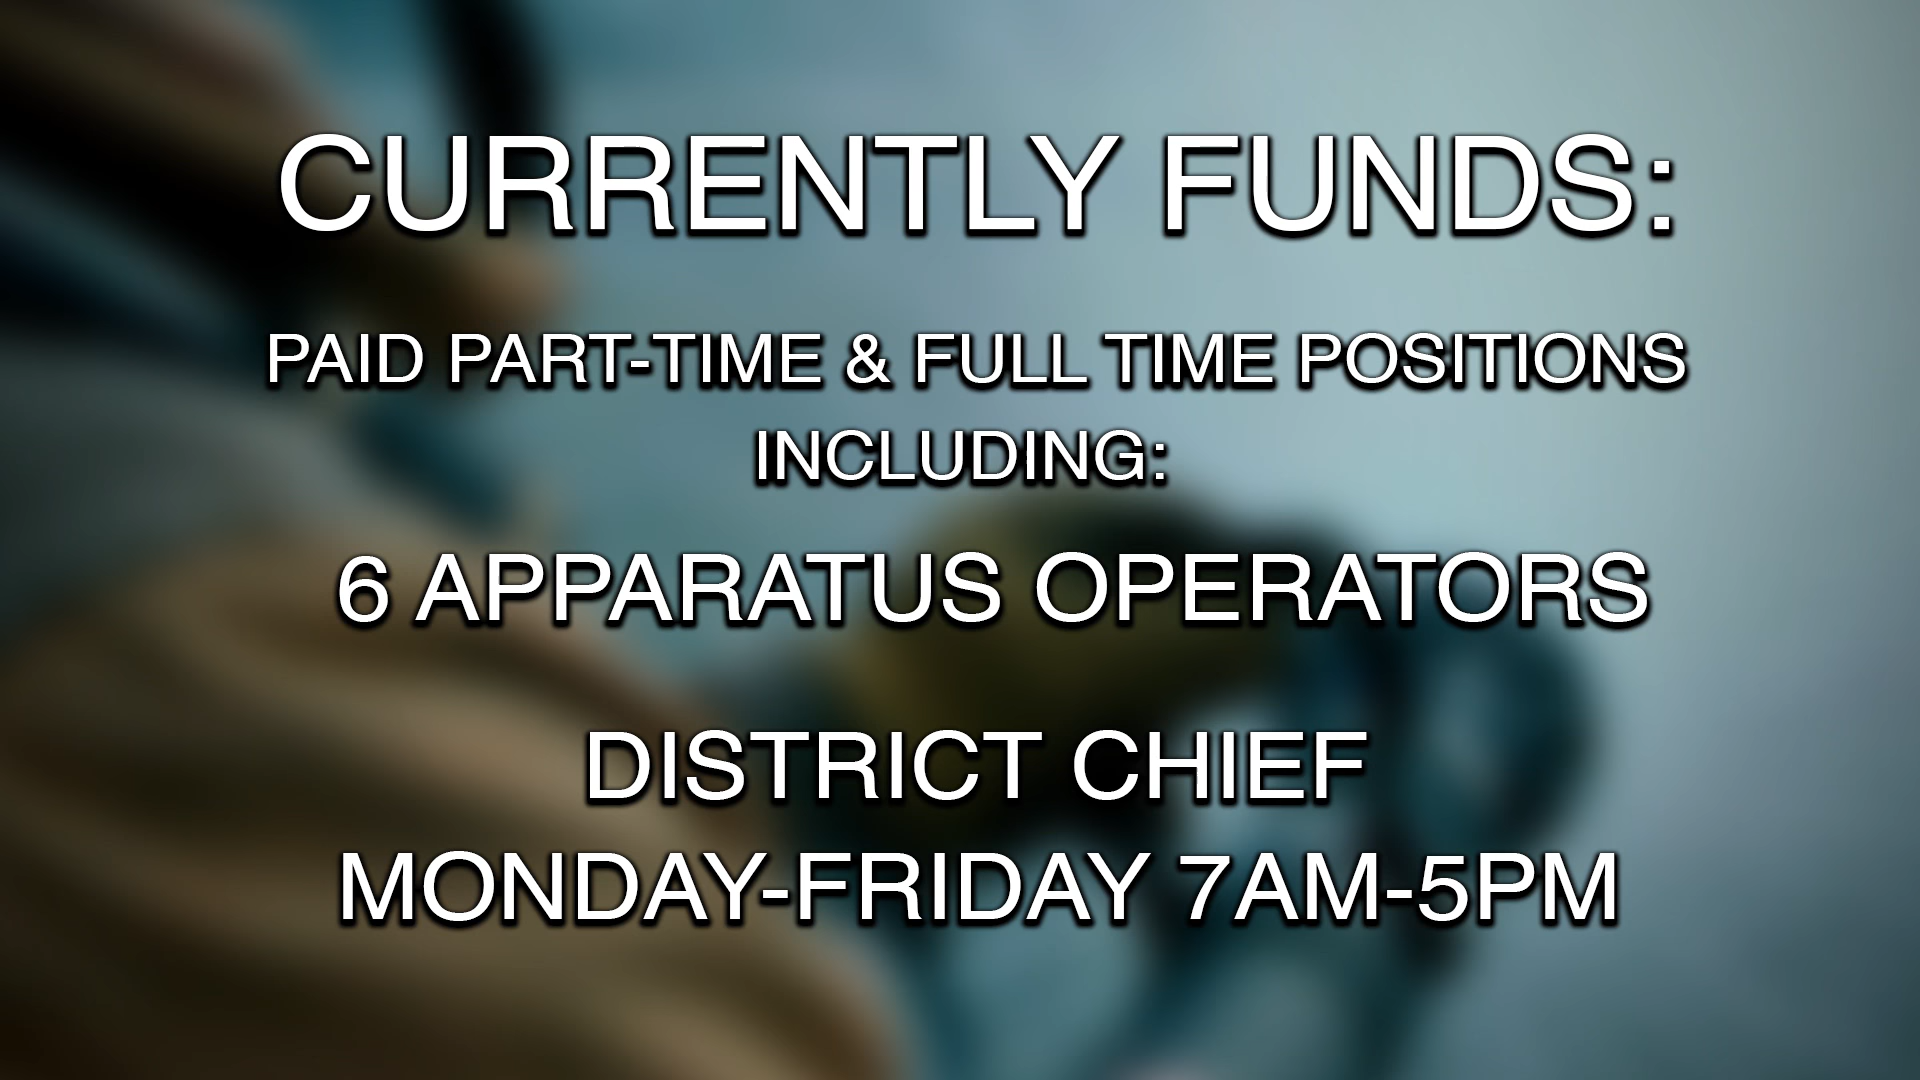 CURRENTLY FUNDS:
PAID PART-TIME & FULL TIME POSITIONS
INCLUDING:
6 APPARATUS OPERATORS
DISTRICT CHIEF
MONDAY-FRIDAY 7AM-5PM